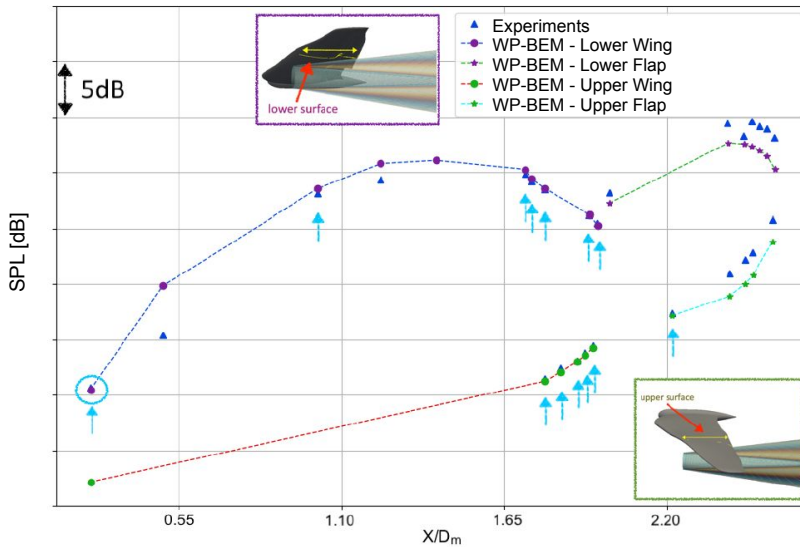 Experiments
WP-BEM - Lower Wing
WP-BEM - Lower Flap
WP-BEM - Upper Wing
WP-BEM - Upper Flap
5dB
lower surface
SPL [dB]
upper surface
0.55
1.10
1.65
2.20
X/Dm